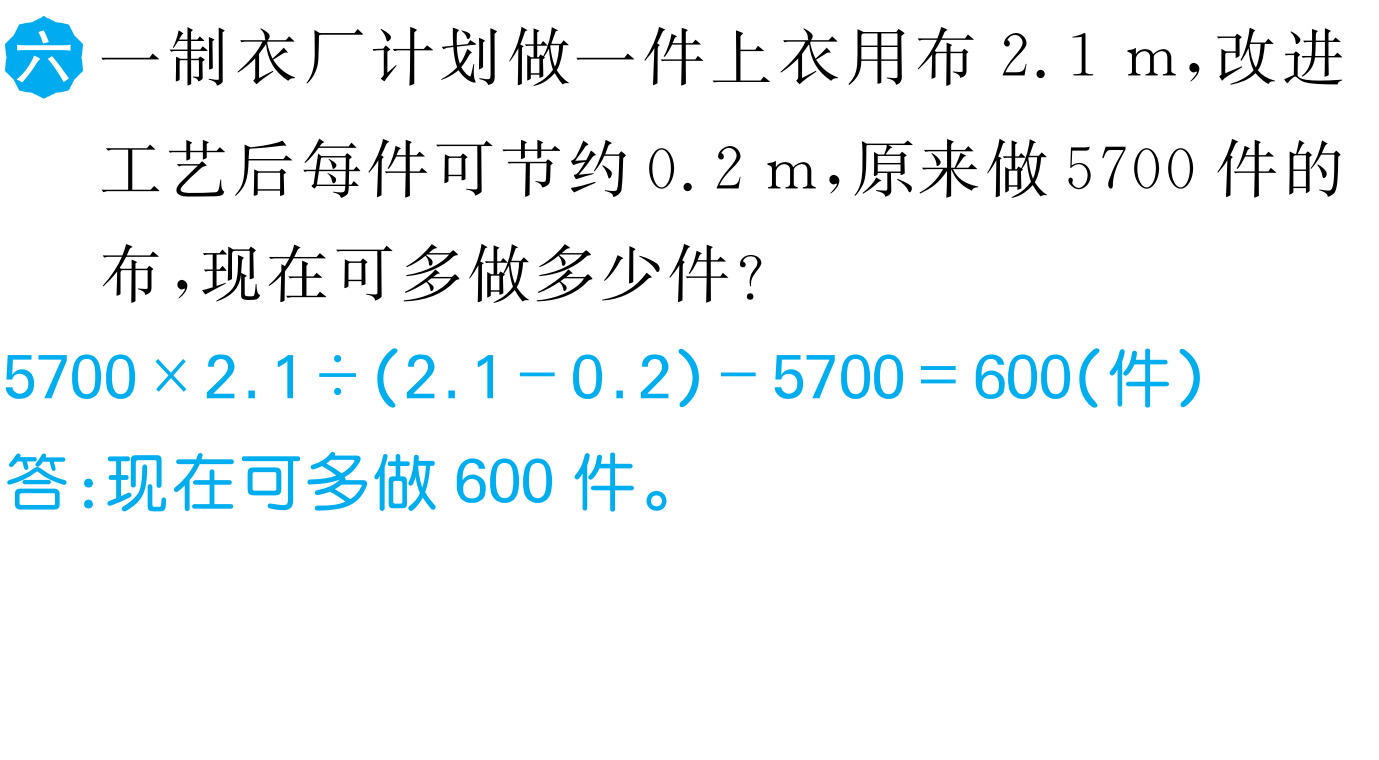 六 一制衣厂计划做一件上衣用布 2.1 m,改进
工艺后每件可节约 0.2 m,原来做 5700 件的
布,现在可多做多少件?
5700×2.1÷(2.1-0.2)-5700=600(件)
答:现在可多做 600 件。